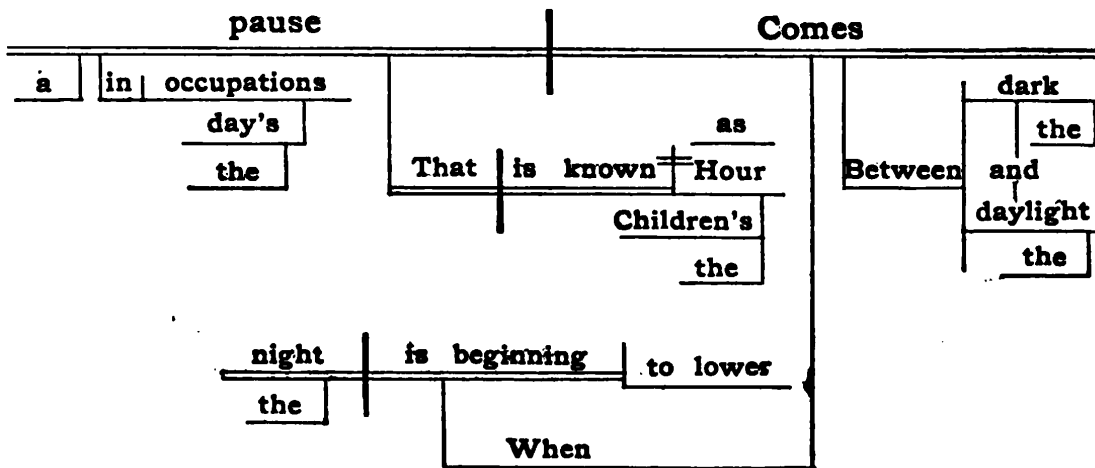 pause Comes
a in occupations dark
day's as the
the That is known Hour Between and
Children's daylight
the the
night is beginning to lower
the
When